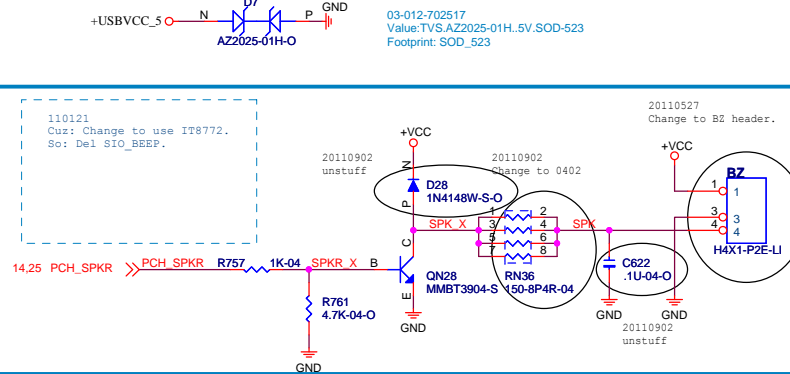 D7
GND
+USBVCC_5
N
P
AZ2025-01H-O
03-012-702517
Value:TVS.AZ2025-01H..5V.SOD-523
Footprint: SOD_523
110121
Cuz: Change to use IT8772.
So: Del SIO_BEEP.
20110527
Change to BZ header.
+VCC
+VCC
20110902
unstuff
20110902
Change to 0402
N
D28
1N4148W-S-O
P
BZ
1
1
3
3
4
4
H4X1-P2E-LI
SPK_X
1
2
3
4
5
6
7
8
SPK
RN36
150-8P4R-04
C622
.1U-04-O
14,25 PCH_SPKR
PCH_SPKR
R757
1K-04
SPKR_X
B
C
E
QN28
MMBT3904-S
R761
4.7K-04-O
GND
GND
GND
GND
20110902
unstuff